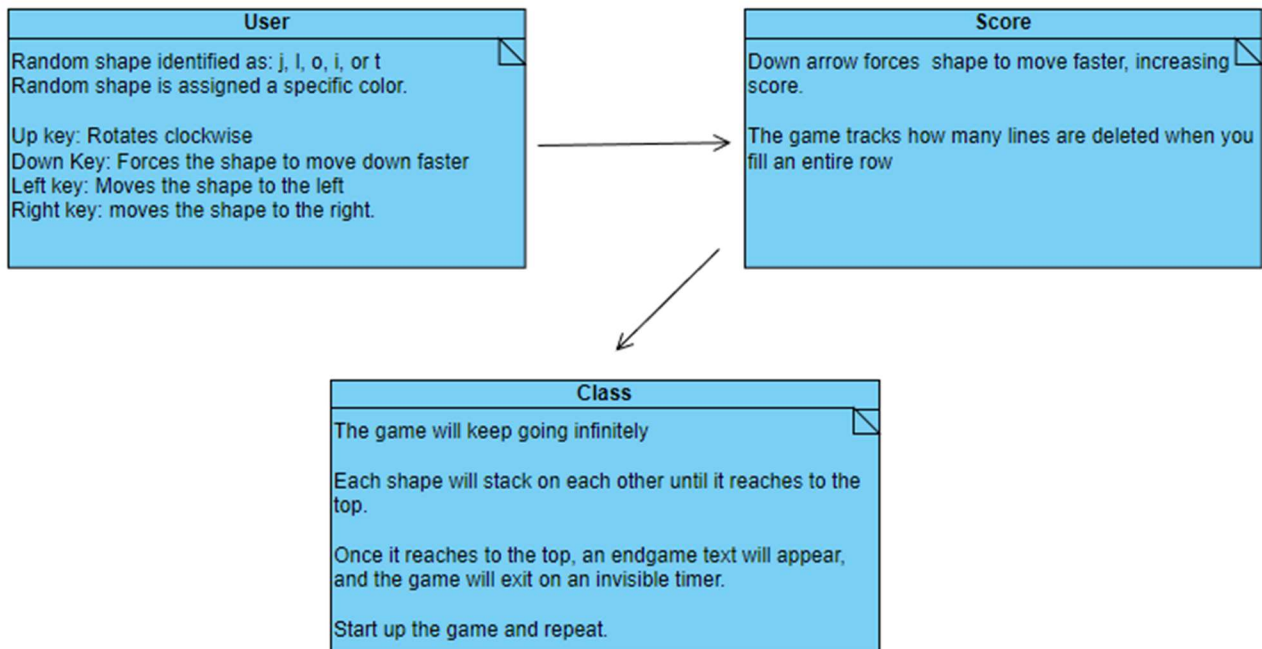 User
Random shape identified as: j, l, o, i, or t
Random shape is assigned a specific color.
Up key: Rotates clockwise
Down Key: Forces the shape to move down faster
Left key: Moves the shape to the left
Right key: moves the shape to the right.
Score
Down arrow forces shape to move faster, increasing
score.
The game tracks how many lines are deleted when you
fill an entire row
Class
The game will keep going infinitely
Each shape will stack on each other until it reaches to the
top.
Once it reaches to the top, an endgame text will appear,
and the game will exit on an invisible timer.
Start up the game and repeat.